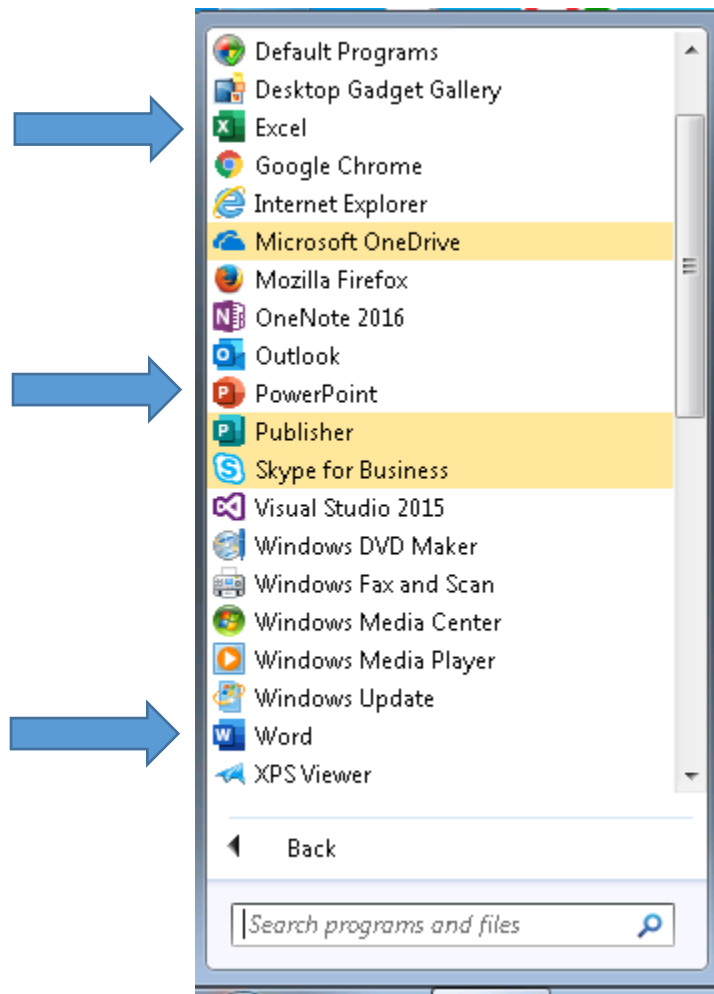 Default Programs
Desktop Gadget Gallery
Excel
Google Chrome
Internet Explorer
Microsoft OneDrive
Mozilla Firefox
OneNote 2016
Outlook
PowerPoint
Publisher
Skype for Business
Visual Studio 2015
Windows DVD Maker
Windows Fax and Scan
Windows Media Center
Windows Media Player
Windows Update
Word
XPS Viewer
Back
Search programs and files